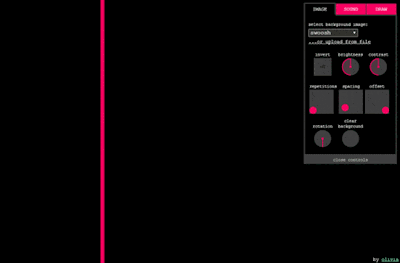 IMAGE SOUND DRAW
select background image:
swoosh
...or upload from file
invert brightness contrast
repetitions spacing offset
rotation clear background
close controls
by olivia